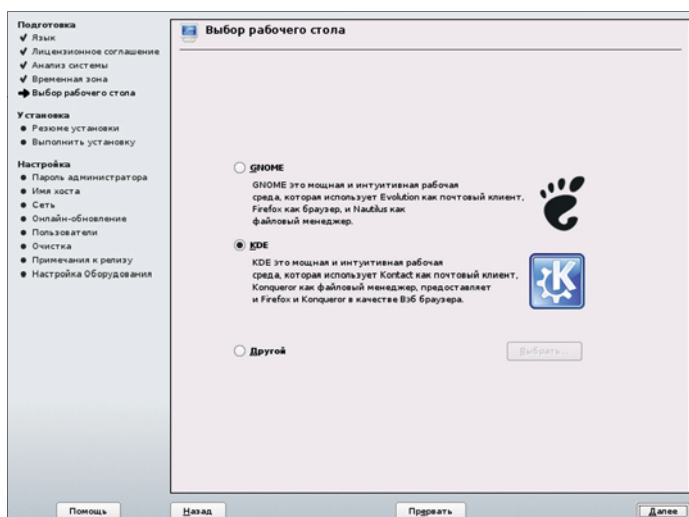 Подготовка
Язык
Лицензионное соглашение
Анализ системы
Временная зона
Выбор рабочего стола
Установка
Резюме установки
Выполнить установку
Настройка
Пароль администратора
Имя хоста
Сеть
Онлайн-обновление
Пользователи
Очистка
Примечания к релизу
Настройка Оборудования
Выбор рабочего стола
GNOME
GNOME это мощная и интуитивная рабочая
среда, которая использует Evolution как почтовый клиент,
Firefox как браузер, и Nautilus как
файловый менеджер.
KDE
KDE это мощная и интуитивная рабочая
среда, которая использует Kontact как почтовый клиент,
Konqueror как файловый менеджер, предоставляет
и Firefox и Konqueror в качестве Вэб браузера.
Другой
Выбрать...
Помощь
Назад
Прервать
Далее